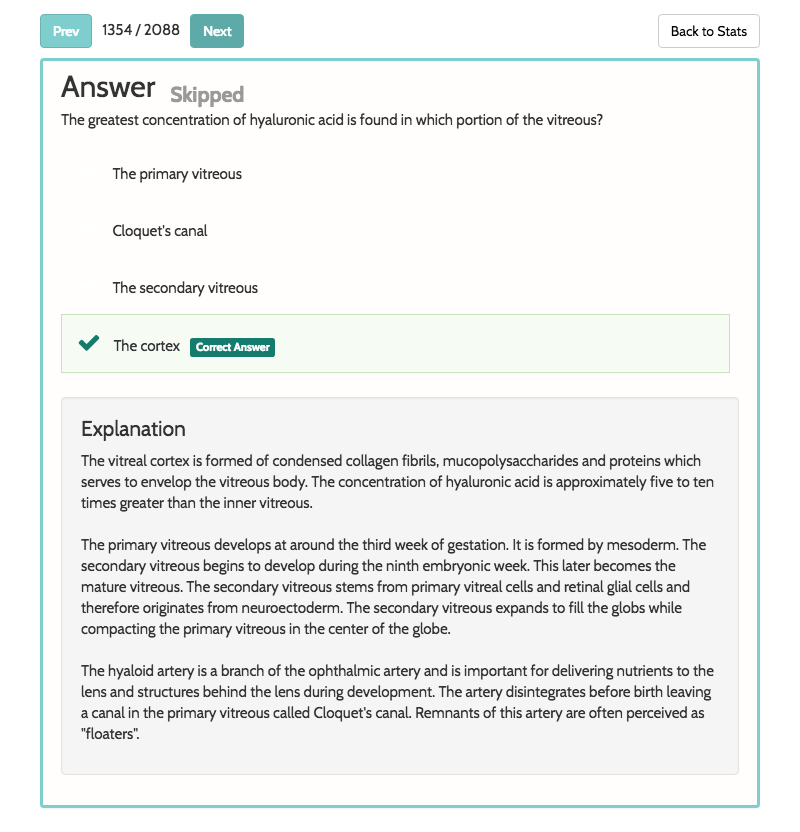 Prev 1354 / 2088 Next Back to Stats
Answer Skipped
The greatest concentration of hyaluronic acid is found in which portion of the vitreous?
The primary vitreous
Cloquet's canal
The secondary vitreous
The cortex Correct Answer
Explanation
The vitreal cortex is formed of condensed collagen fibrils, mucopolysaccharides and proteins which
serves to envelop the vitreous body. The concentration of hyaluronic acid is approximately five to ten
times greater than the inner vitreous.
The primary vitreous develops at around the third week of gestation. It is formed by mesoderm. The
secondary vitreous begins to develop during the ninth embryonic week. This later becomes the
mature vitreous. The secondary vitreous stems from primary vitreal cells and retinal glial cells and
therefore originates from neuroectoderm. The secondary vitreous expands to fill the globs while
compacting the primary vitreous in the center of the globe.
The hyaloid artery is a branch of the ophthalmic artery and is important for delivering nutrients to the
lens and structures behind the lens during development. The artery disintegrates before birth leaving
a canal in the primary vitreous called Cloquet's canal. Remnants of this artery are often perceived as
"floaters".